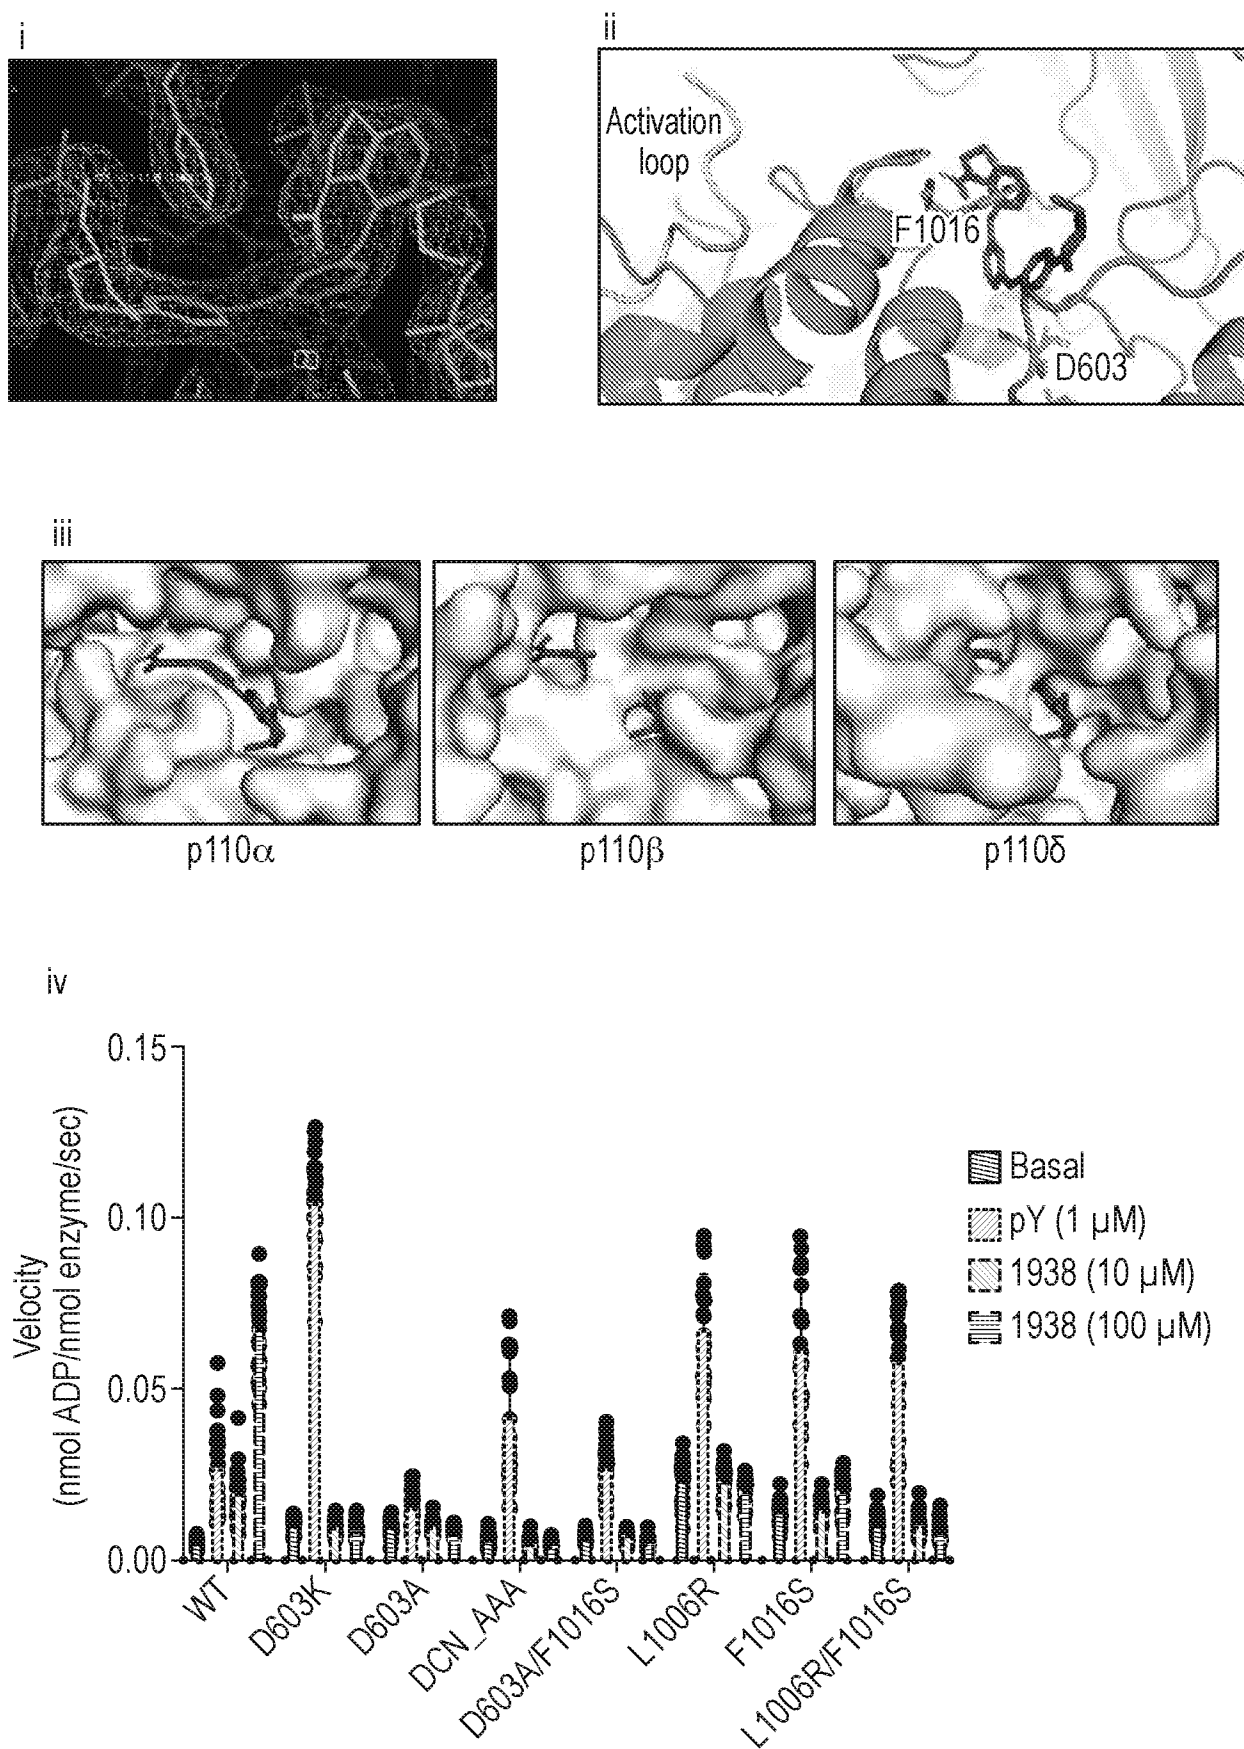 i
ii
Activation
loop
F1016
D603
iii
p110α
p110β
p110δ
iv
Velocity
(nmol ADP/nmol enzyme/sec)
0.15
0.10
0.05
0.00
WT
D603K
D603A
DCN_AAA
D603A/F1016S
L1006R
F1016S
L1006R/F1016S
Basal
pY (1 µM)
1938 (10 µM)
1938 (100 µM)